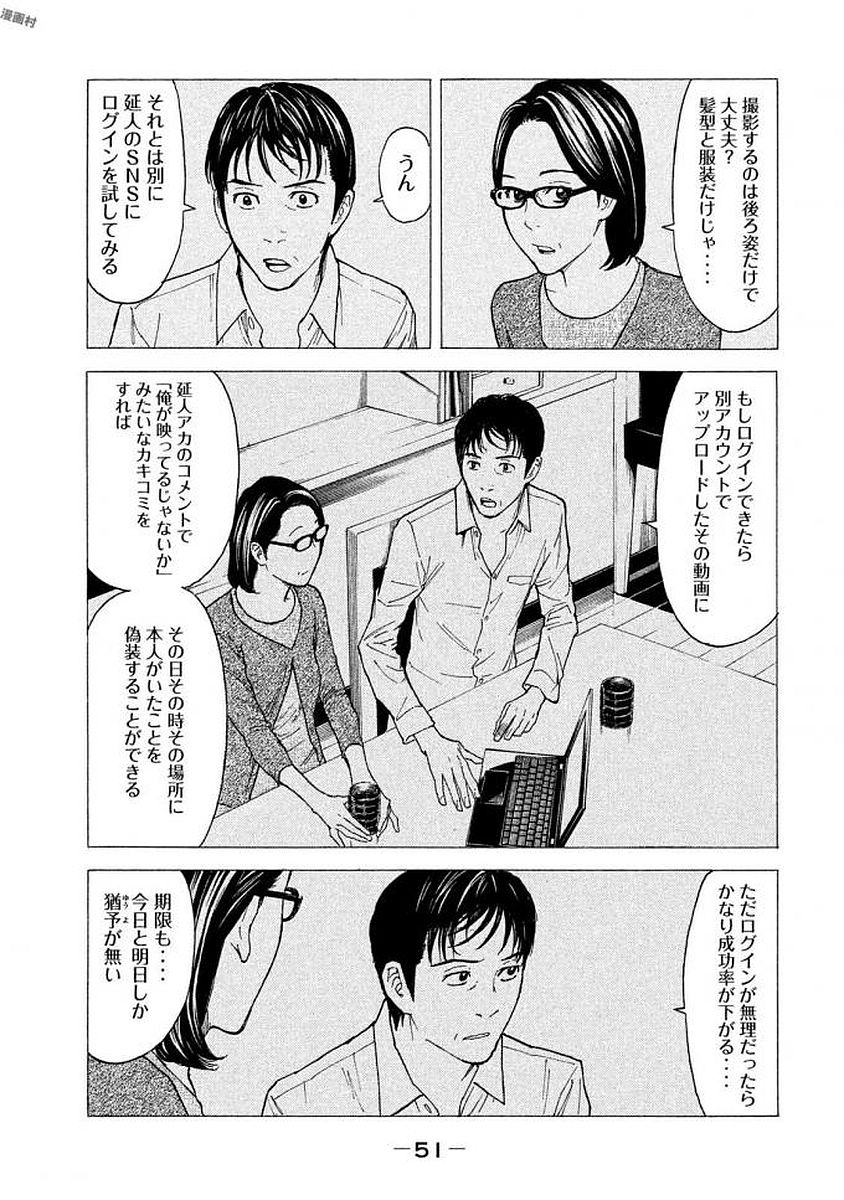 漫画村
撮影するのは後ろ姿だけで
大丈夫？
髪型と服装だけじゃ‥‥
うん
それとは別に
延人のSNSに
ログインを試してみる
もしログインできたら
別アカウントで
アップロードしたその動画に
延人アカのコメントで
「俺が映ってるじゃないか」
みたいなカキコミを
すれば
その日その時その場所に
本人がいたことを
偽装することができる
ただログインが無理だったら
かなり成功率が下がる‥‥
期限も‥‥
今日と明日しか
猶予が無い
ゆうよ
—51—